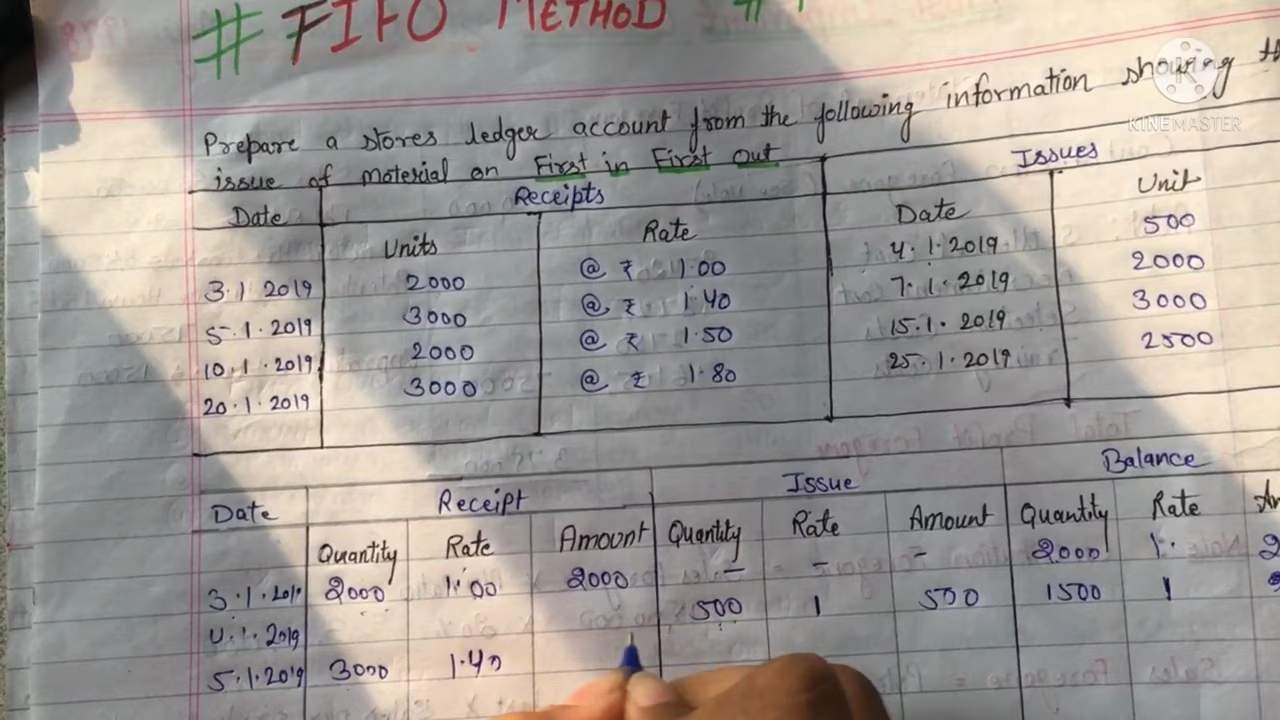 # FIFO METHOD #
Prepare a stores ledger account from the following information showing
issue of material on First in First Out
KINEMASTER
Date Receipts Issues
Units Rate Date Unit
3.1.2019 2000 @ ₹ 1.00 4.1.2019 500
5.1.2019 3000 @ ₹ 1.40 7.1.2019 2000
10.1.2019 2000 @ ₹ 1.50 15.1.2019 3000
20.1.2019 3000 @ ₹ 1.80 25.1.2019 2500
Date Receipt Issue Balance
Quantity Rate Amount Quantity Rate Amount Quantity Rate
3.1.2019 2000 1.00 2000 - - - 2000 1. 2
4.1.2019 500 1 500 1500 1
5.1.2019 3000 1.40